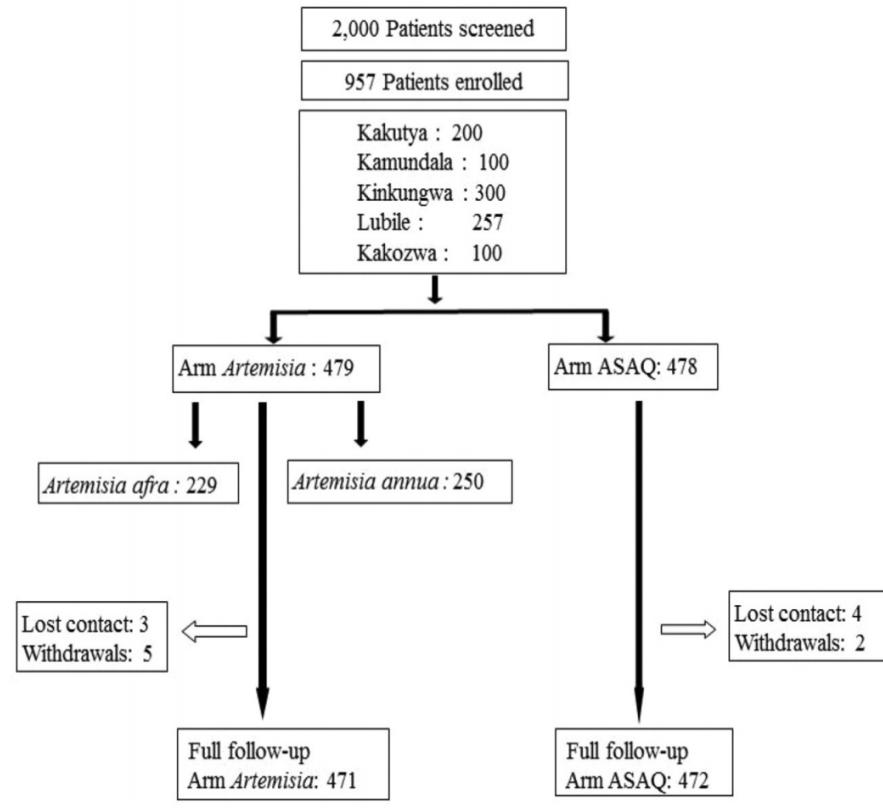 2,000 Patients screened
957 Patients enrolled
Kakutya : 200
Kamundala : 100
Kinkungwa : 300
Lubile : 257
Kakozwa : 100
Arm Artemisia : 479
Arm ASAQ: 478
Artemisia afra : 229
Artemisia annua : 250
Lost contact: 3
Withdrawals: 5
Lost contact: 4
Withdrawals: 2
Full follow-up
Arm Artemisia: 471
Full follow-up
Arm ASAQ: 472